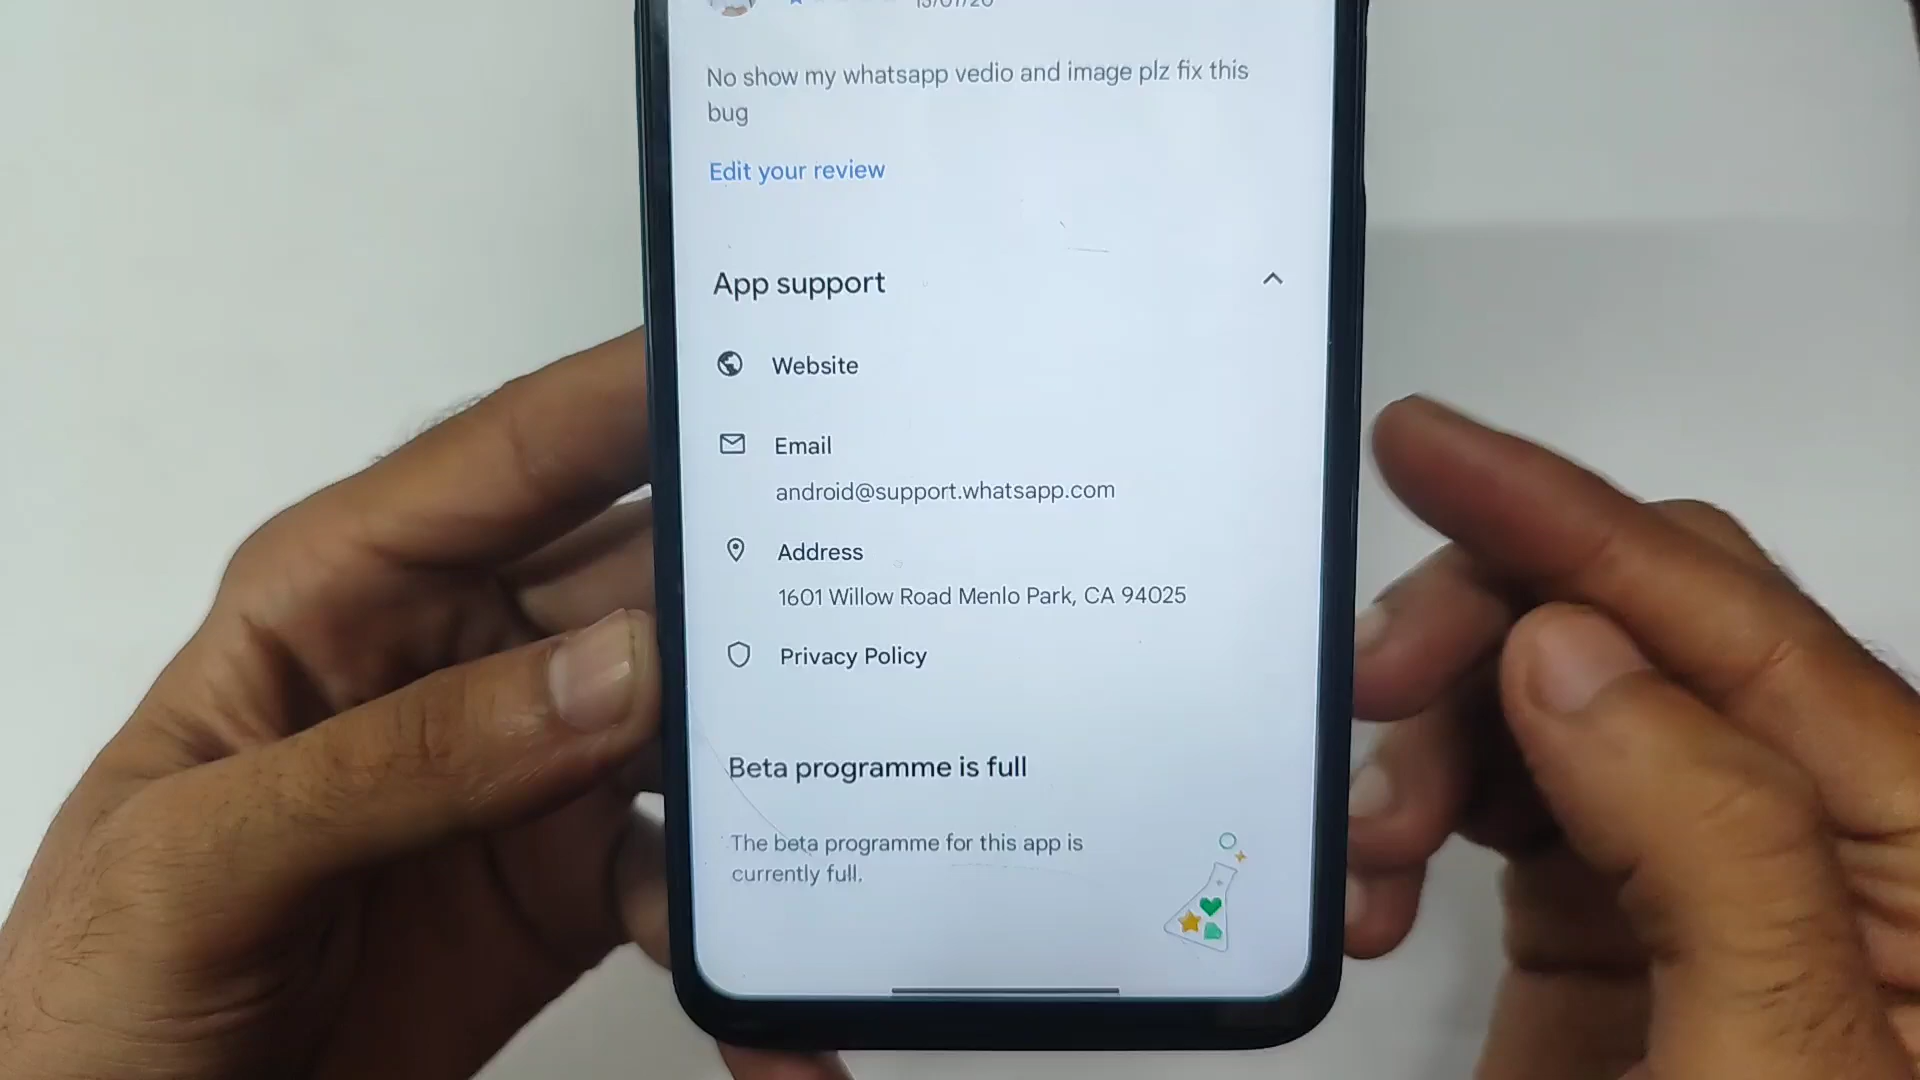 No show my whatsapp vedio and image plz fix this
bug
Edit your review
App support
Website
Email
android@support.whatsapp.com
Address
1601 Willow Road Menlo Park, CA 94025
Privacy Policy
Beta programme is full
The beta programme for this app is
currently full.